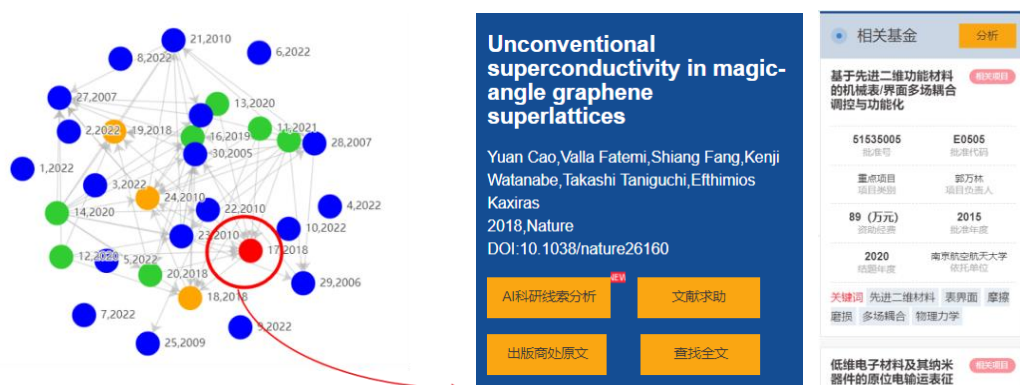 21,2010
8,2022
6,2022
27,2007
13,2020
2,2022
19,2018
16,2019
11,2021
28,2007
30,2005
1,2022
3,2022
24,2010
14,2020
22,2010
4,2022
23,2010
10,2022
17,2018
12,2020
5,2022
20,2018
29,2006
18,2018
7,2022
9,2022
25,2009
Unconventional
superconductivity in magic-
angle graphene
superlattices
Yuan Cao,Valla Fatemi,Shiang Fang,Kenji
Watanabe,Takashi Taniguchi,Efthimios
Kaxiras
2018,Nature
DOI:10.1038/nature26160
AI科研线索分析 NEW 文献求助
出版商处原文 查找全文
相关基金 分析
基于先进二维功能材料 相关项目
的机械表/界面多场耦合
调控与功能化
51535005 E0505
批准号 批准代码
重点项目 郭万林
项目类别 项目负责人
89 (万元) 2015
资助经费 批准年度
2020 南京航空航天大学
结题年度 依托单位
关键词 先进二维材料 表界面 摩擦
磨损 多场耦合 物理力学
低维电子材料及其纳米 相关项目
器件的原位电输运表征